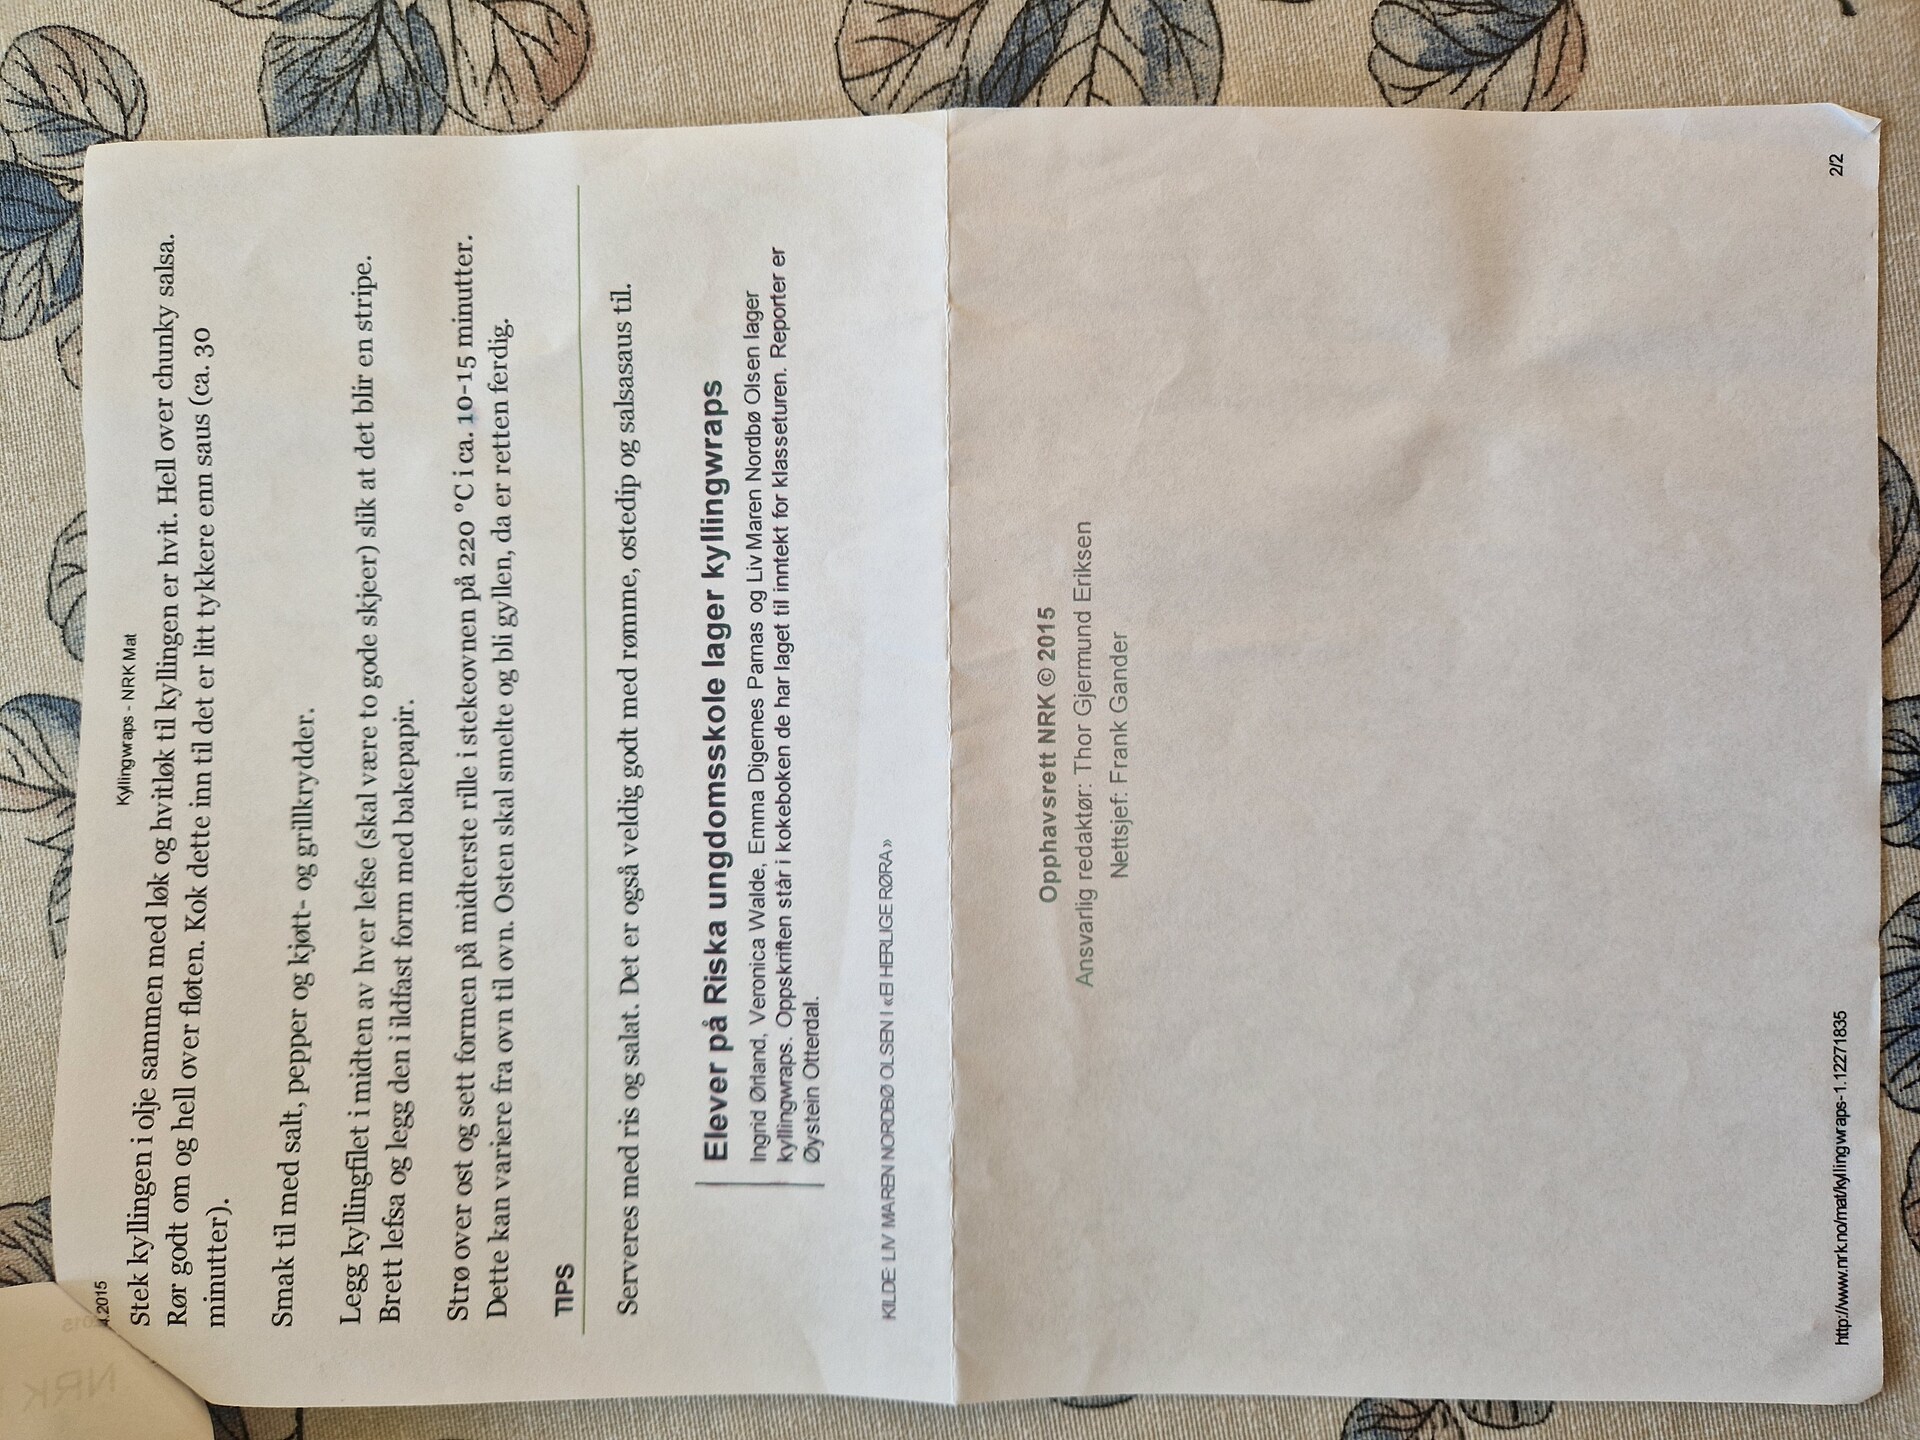 4.2015
Kyllingwraps - NRK Mat
Stek kyllingen i olje sammen med løk og hvitløk til kyllingen er hvit. Hell over chunky salsa.
Rør godt om og hell over fløten. Kok dette inn til det er litt tykkere enn saus (ca. 30
minutter).
Smak til med salt, pepper og kjøtt- og grillkrydder.
Legg kyllingfilet i midten av hver lefse (skal være to gode skjeer) slik at det blir en stripe.
Brett lefsa og legg den i ildfast form med bakepapir.
Strø over ost og sett formen på midterste rille i stekeovnen på 220 °C i ca. 10-15 minutter.
Dette kan variere fra ovn til ovn. Osten skal smelte og bli gyllen, da er retten ferdig.
TIPS
Serveres med ris og salat. Det er også veldig godt med rømme, ostedip og salsasaus til.
Elever på Riska ungdomsskole lager kyllingwraps
Ingrid Ørland, Veronica Walde, Emma Digernes Parnas og Liv Maren Nordbø Olsen lager
kyllingwraps. Oppskriften står i kokeboken de har laget til inntekt for klasseturen. Reporter er
Øystein Otterdal.
KILDE: LIV MAREN NORDBØ OLSEN I «EI HERLIGE RØRA»
Opphavsrett NRK © 2015
Ansvarlig redaktør: Thor Gjermund Eriksen
Nettsjef: Frank Gander
http://www.nrk.no/mat/kyllingwraps-1.12271835
2/2